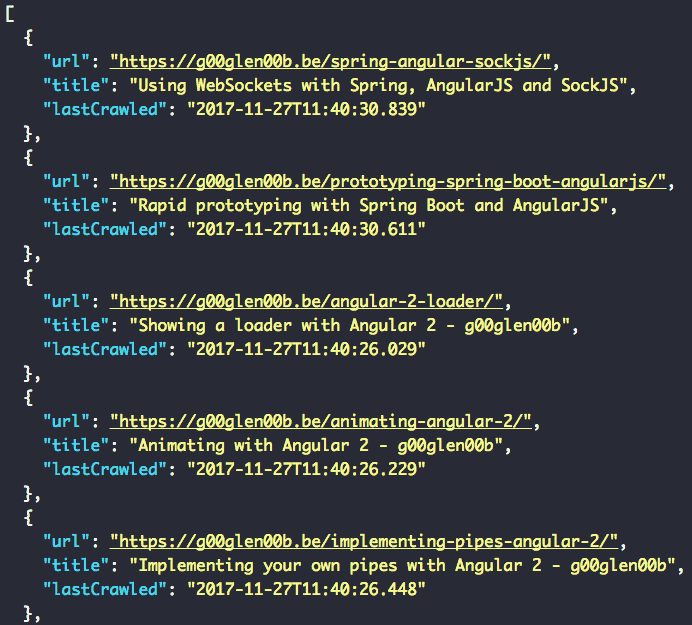 [
  {
    "url": "https://g00glen00b.be/spring-angular-sockjs/",
    "title": "Using WebSockets with Spring, AngularJS and SockJS",
    "lastCrawled": "2017-11-27T11:40:30.839"
  },
  {
    "url": "https://g00glen00b.be/prototyping-spring-boot-angularjs/",
    "title": "Rapid prototyping with Spring Boot and AngularJS",
    "lastCrawled": "2017-11-27T11:40:30.611"
  },
  {
    "url": "https://g00glen00b.be/angular-2-loader/",
    "title": "Showing a loader with Angular 2 - g00glen00b",
    "lastCrawled": "2017-11-27T11:40:26.029"
  },
  {
    "url": "https://g00glen00b.be/animating-angular-2/",
    "title": "Animating with Angular 2 - g00glen00b",
    "lastCrawled": "2017-11-27T11:40:26.229"
  },
  {
    "url": "https://g00glen00b.be/implementing-pipes-angular-2/",
    "title": "Implementing your own pipes with Angular 2 - g00glen00b",
    "lastCrawled": "2017-11-27T11:40:26.448"
  },